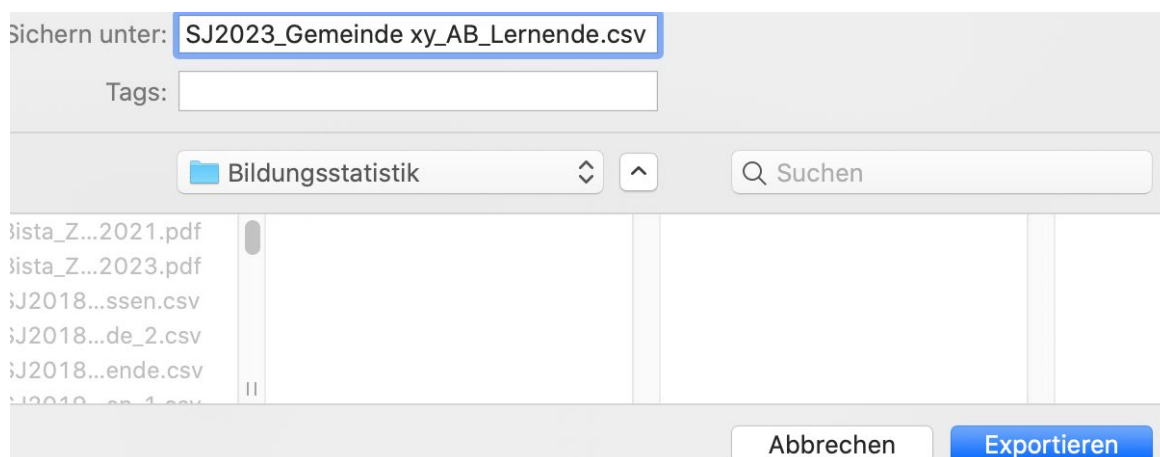 Sichern unter: SJ2023_Gemeinde xy_AB_Lernende.csv
Tags:
Bildungsstatistik
Suchen
Bista_Z...2021.pdf
Bista_Z...2023.pdf
SJ2018...ssen.csv
SJ2018...de_2.csv
SJ2018...ende.csv
Abbrechen Exportieren